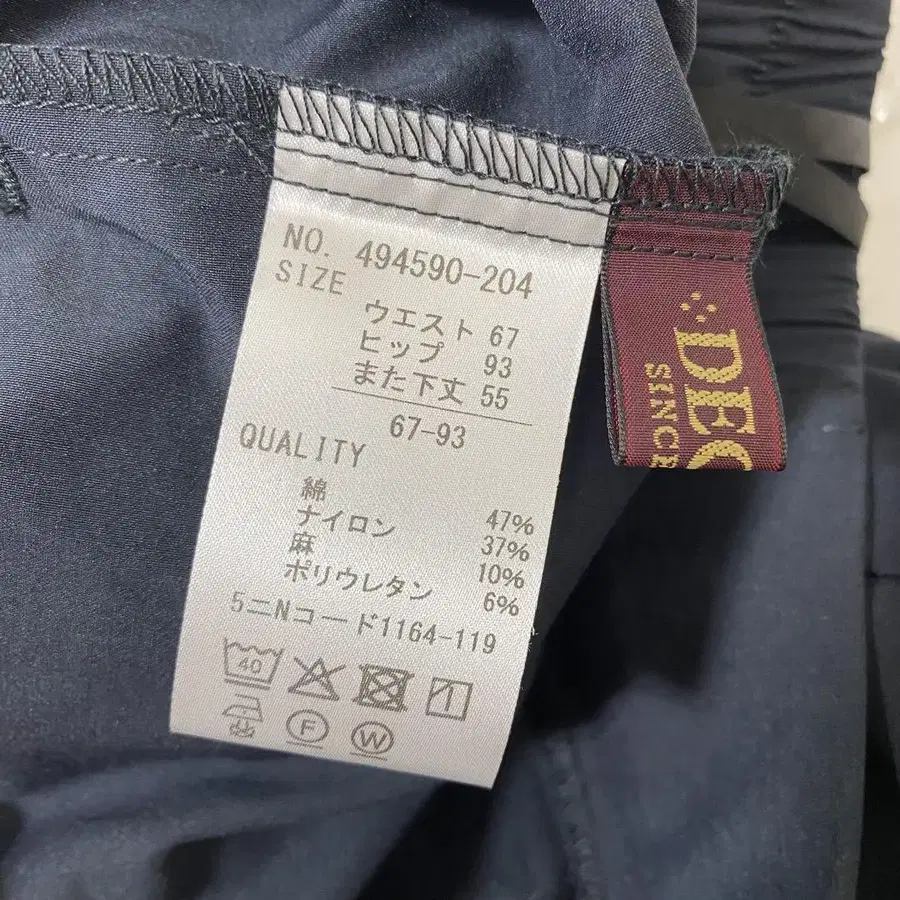 NO. 494590-204
SIZE
ウエスト 67
ヒップ 93
また下丈 55
67-93
QUALITY
綿 47%
ナイロン 37%
麻 10%
ポリウレタン 6%
5ニNコード1164-119
40
F
W
SINCE